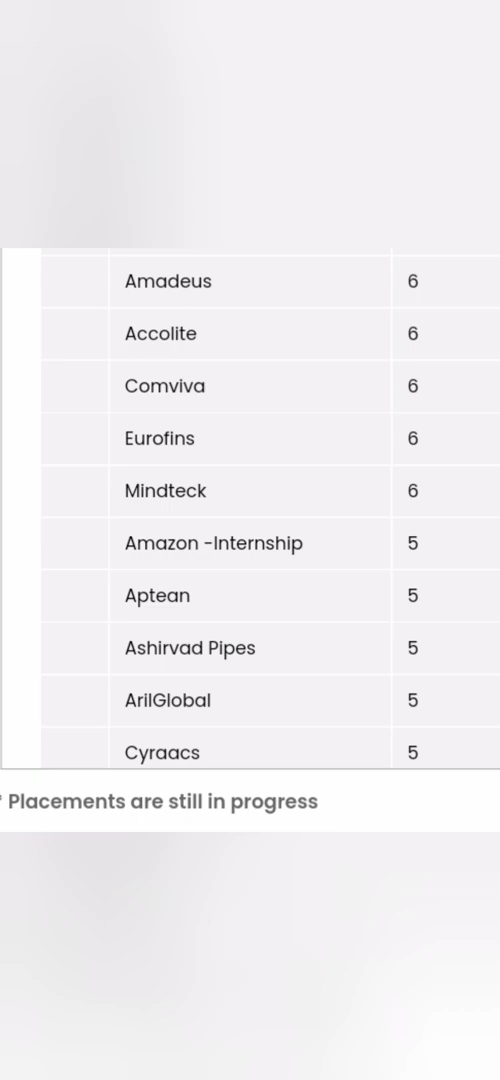 Amadeus 6
Accolite 6
Comviva 6
Eurofins 6
Mindteck 6
Amazon -Internship 5
Aptean 5
Ashirvad Pipes 5
ArilGlobal 5
Cyraacs 5
* Placements are still in progress